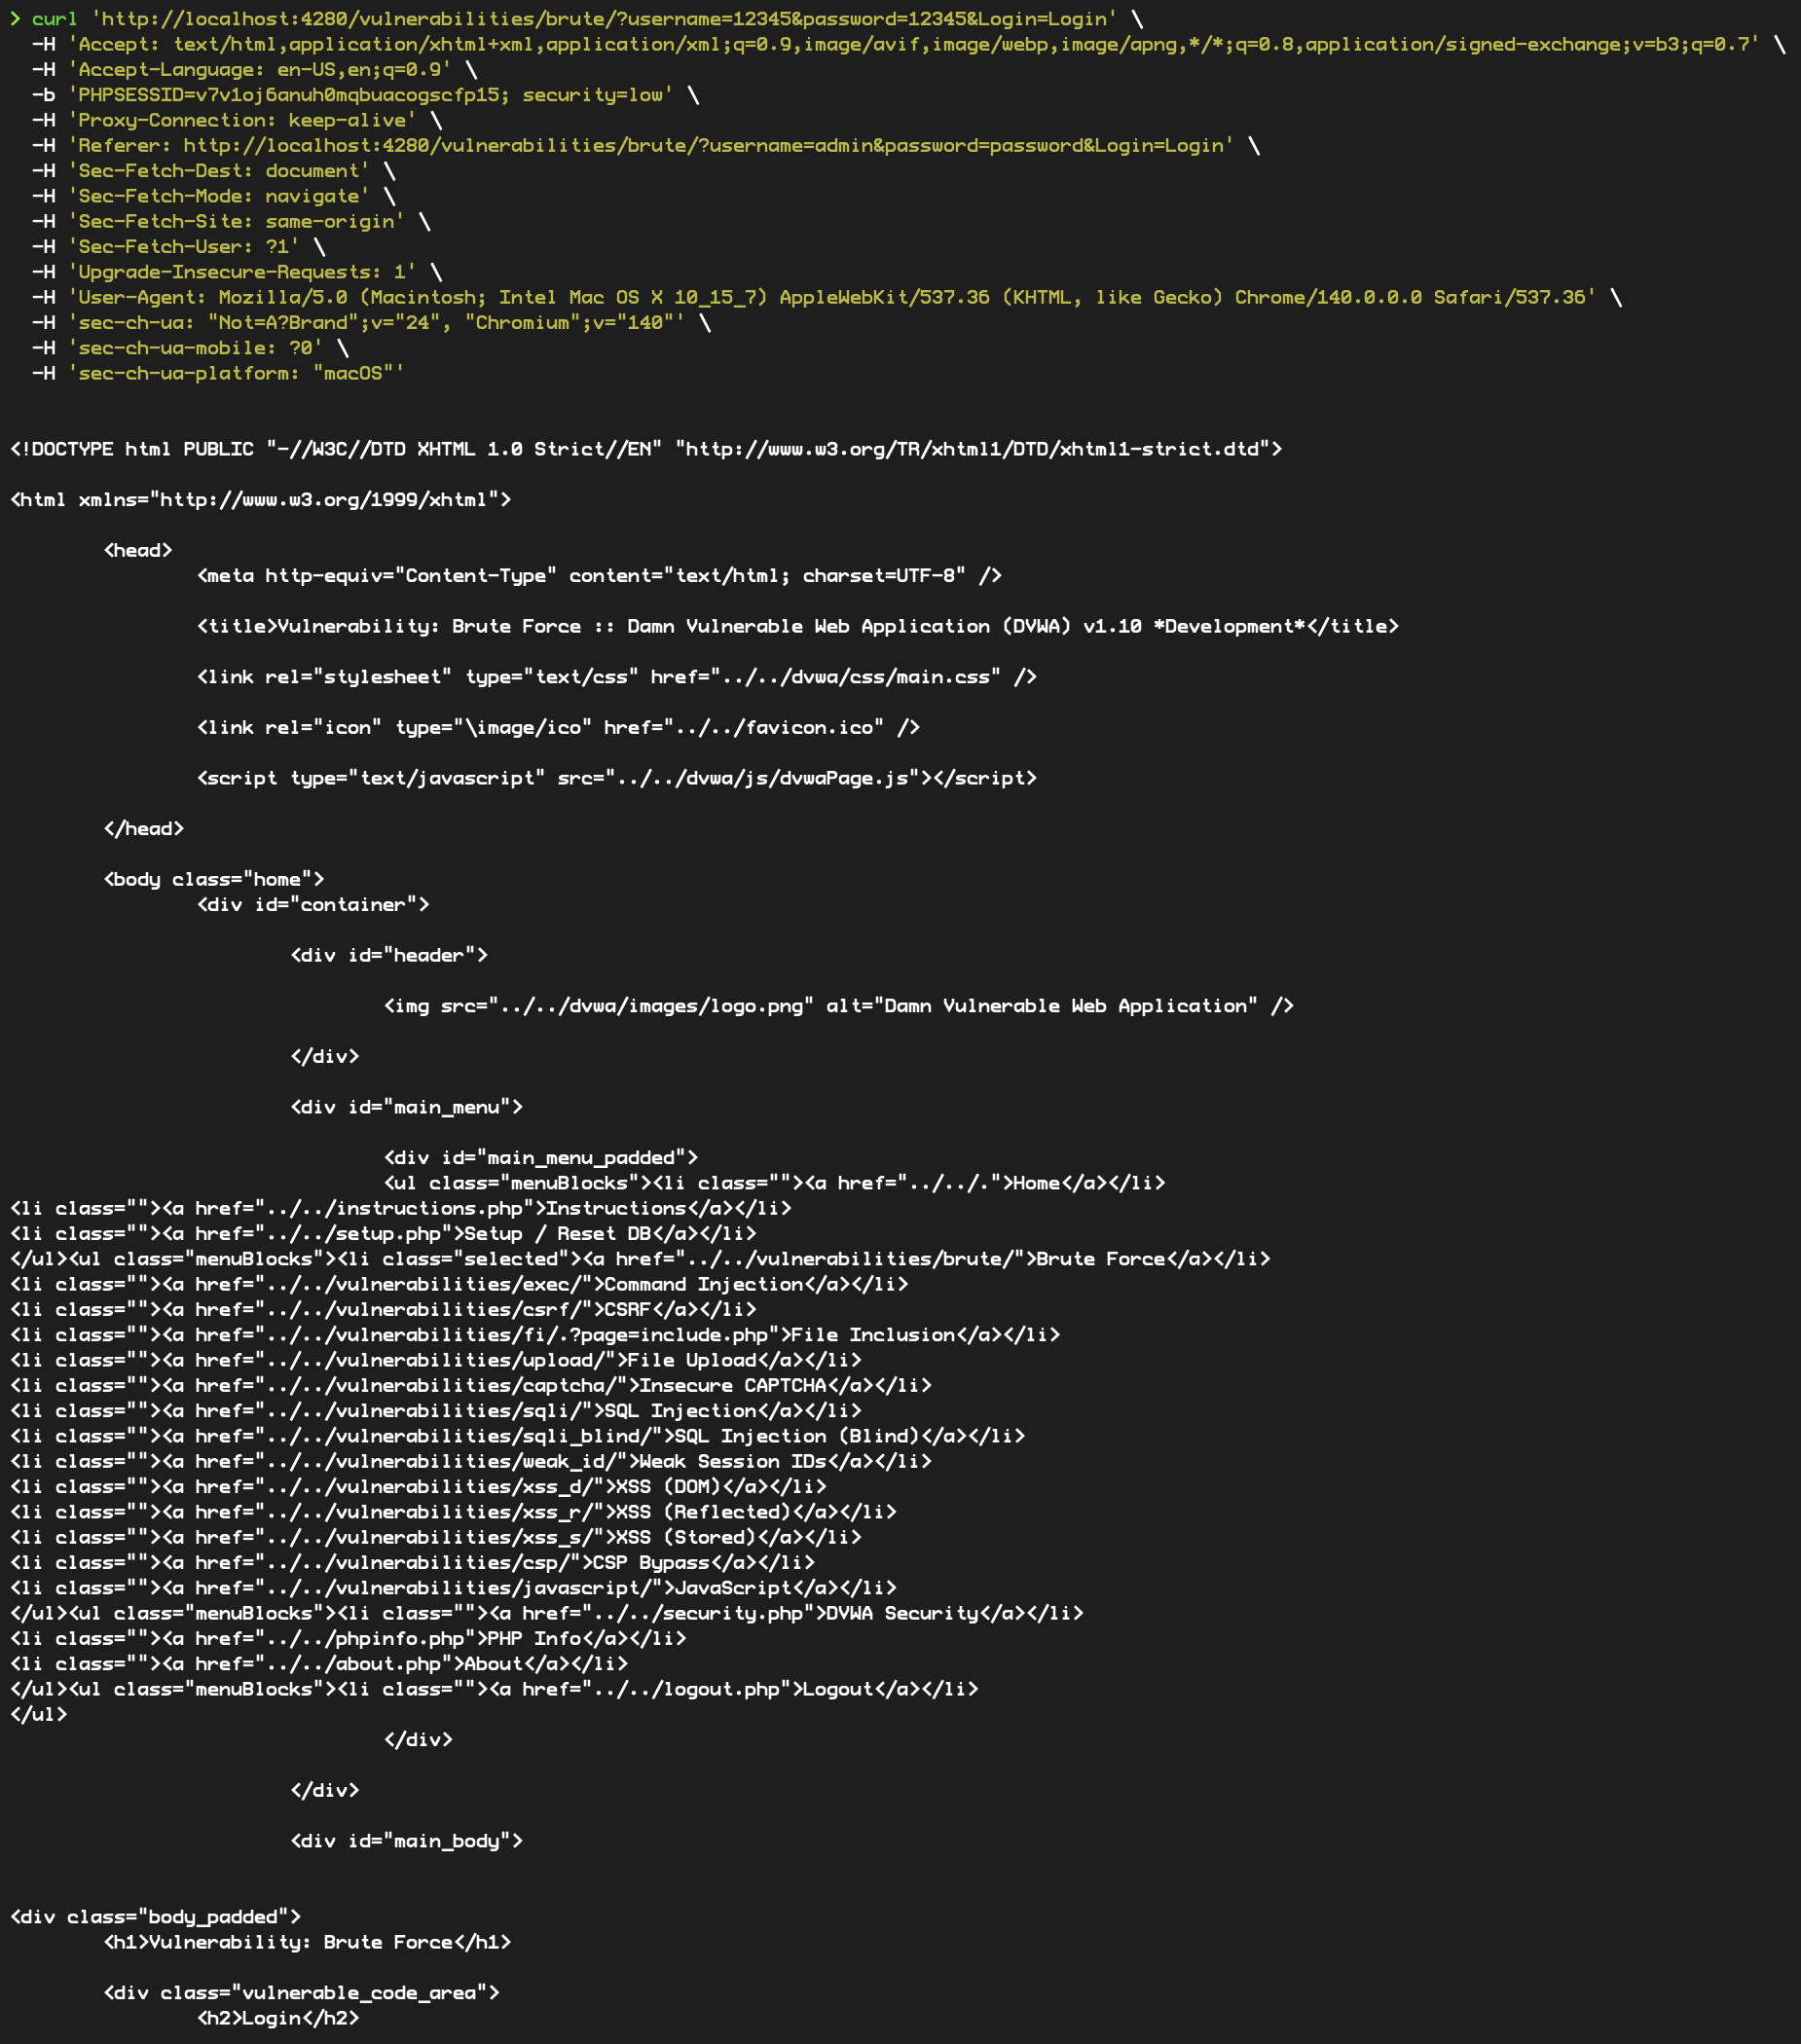 > curl 'http://localhost:4280/vulnerabilities/brute/?username=12345&password=12345&Login=Login' \
  -H 'Accept: text/html,application/xhtml+xml,application/xml;q=0.9,image/avif,image/webp,image/apng,*/*;q=0.8,application/signed-exchange;v=b3;q=0.7' \
  -H 'Accept-Language: en-US,en;q=0.9' \
  -b 'PHPSESSID=v7v1oj6anuh0mqbuacogscfp15; security=low' \
  -H 'Proxy-Connection: keep-alive' \
  -H 'Referer: http://localhost:4280/vulnerabilities/brute/?username=admin&password=password&Login=Login' \
  -H 'Sec-Fetch-Dest: document' \
  -H 'Sec-Fetch-Mode: navigate' \
  -H 'Sec-Fetch-Site: same-origin' \
  -H 'Sec-Fetch-User: ?1' \
  -H 'Upgrade-Insecure-Requests: 1' \
  -H 'User-Agent: Mozilla/5.0 (Macintosh; Intel Mac OS X 10_15_7) AppleWebKit/537.36 (KHTML, like Gecko) Chrome/140.0.0.0 Safari/537.36' \
  -H 'sec-ch-ua: "Not=A?Brand";v="24", "Chromium";v="140"' \
  -H 'sec-ch-ua-mobile: ?0' \
  -H 'sec-ch-ua-platform: "macOS"'
<!DOCTYPE html PUBLIC "-//W3C//DTD XHTML 1.0 Strict//EN" "http://www.w3.org/TR/xhtml1/DTD/xhtml1-strict.dtd">
<html xmlns="http://www.w3.org/1999/xhtml">
        <head>
                <meta http-equiv="Content-Type" content="text/html; charset=UTF-8" />
                <title>Vulnerability: Brute Force :: Damn Vulnerable Web Application (DVWA) v1.10 *Development*</title>
                <link rel="stylesheet" type="text/css" href="../../dvwa/css/main.css" />
                <link rel="icon" type="\image/ico" href="../../favicon.ico" />
                <script type="text/javascript" src="../../dvwa/js/dvwaPage.js"></script>
        </head>
        <body class="home">
                <div id="container">
                        <div id="header">
                                <img src="../../dvwa/images/logo.png" alt="Damn Vulnerable Web Application" />
                        </div>
                        <div id="main_menu">
                                <div id="main_menu_padded">
                                <ul class="menuBlocks"><li class=""><a href="../../.">Home</a></li>
<li class=""><a href="../../instructions.php">Instructions</a></li>
<li class=""><a href="../../setup.php">Setup / Reset DB</a></li>
</ul><ul class="menuBlocks"><li class="selected"><a href="../../vulnerabilities/brute/">Brute Force</a></li>
<li class=""><a href="../../vulnerabilities/exec/">Command Injection</a></li>
<li class=""><a href="../../vulnerabilities/csrf/">CSRF</a></li>
<li class=""><a href="../../vulnerabilities/fi/.?page=include.php">File Inclusion</a></li>
<li class=""><a href="../../vulnerabilities/upload/">File Upload</a></li>
<li class=""><a href="../../vulnerabilities/captcha/">Insecure CAPTCHA</a></li>
<li class=""><a href="../../vulnerabilities/sqli/">SQL Injection</a></li>
<li class=""><a href="../../vulnerabilities/sqli_blind/">SQL Injection (Blind)</a></li>
<li class=""><a href="../../vulnerabilities/weak_id/">Weak Session IDs</a></li>
<li class=""><a href="../../vulnerabilities/xss_d/">XSS (DOM)</a></li>
<li class=""><a href="../../vulnerabilities/xss_r/">XSS (Reflected)</a></li>
<li class=""><a href="../../vulnerabilities/xss_s/">XSS (Stored)</a></li>
<li class=""><a href="../../vulnerabilities/csp/">CSP Bypass</a></li>
<li class=""><a href="../../vulnerabilities/javascript/">JavaScript</a></li>
</ul><ul class="menuBlocks"><li class=""><a href="../../security.php">DVWA Security</a></li>
<li class=""><a href="../../phpinfo.php">PHP Info</a></li>
<li class=""><a href="../../about.php">About</a></li>
</ul><ul class="menuBlocks"><li class=""><a href="../../logout.php">Logout</a></li>
</ul>
                                </div>
                        </div>
                        <div id="main_body">
<div class="body_padded">
        <h1>Vulnerability: Brute Force</h1>
        <div class="vulnerable_code_area">
                <h2>Login</h2>